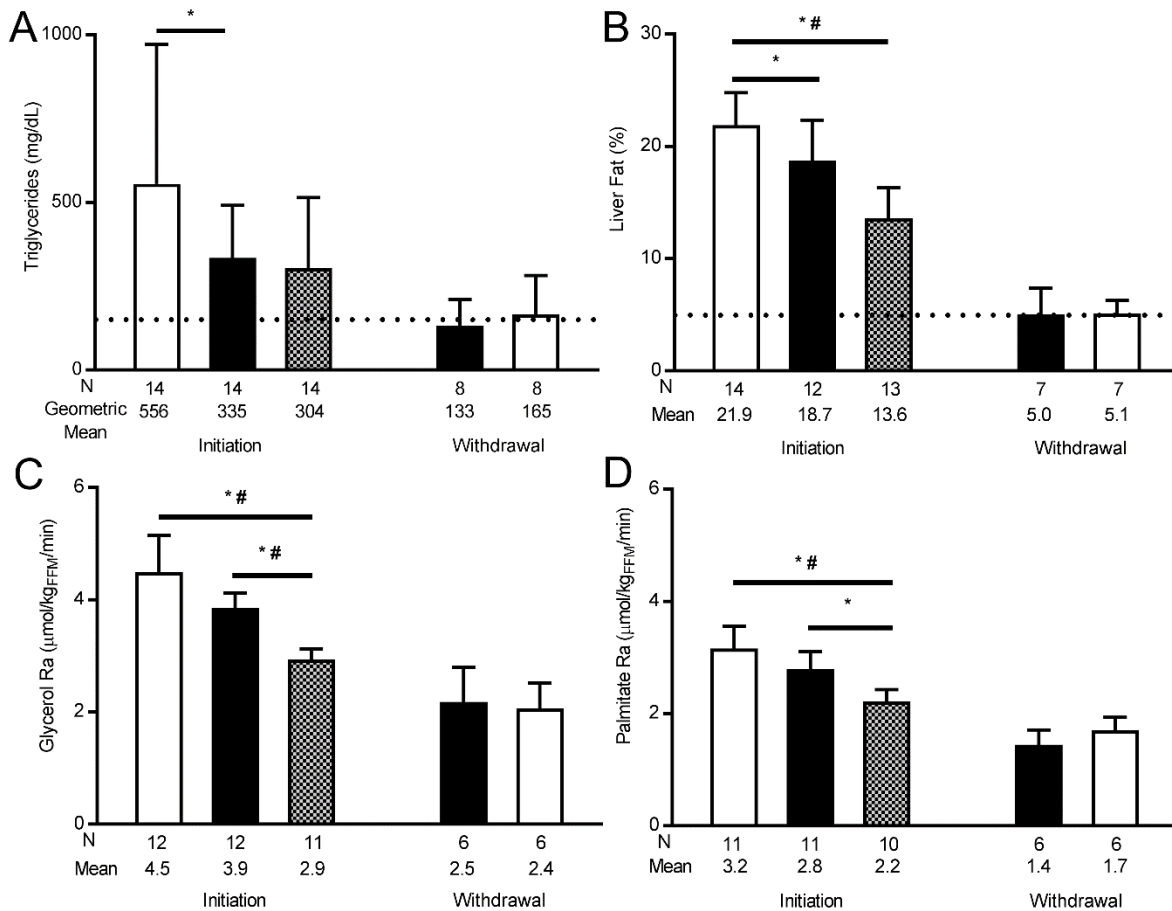 A
Triglycerides (mg/dL)
1000
500
0
*
N 14 14 14 8 8
Geometric Mean 556 335 304 133 165
Initiation Withdrawal
B
Liver Fat (%)
30
20
10
0
* #
*
N 14 12 13 7 7
Mean 21.9 18.7 13.6 5.0 5.1
Initiation Withdrawal
C
Glycerol Ra (μmol/kgFFM/min)
6
4
2
0
* #
* #
N 12 12 11 6 6
Mean 4.5 3.9 2.9 2.5 2.4
Initiation Withdrawal
D
Palmitate Ra (μmol/kgFFM/min)
6
4
2
0
* #
*
N 11 11 10 6 6
Mean 3.2 2.8 2.2 1.4 1.7
Initiation Withdrawal